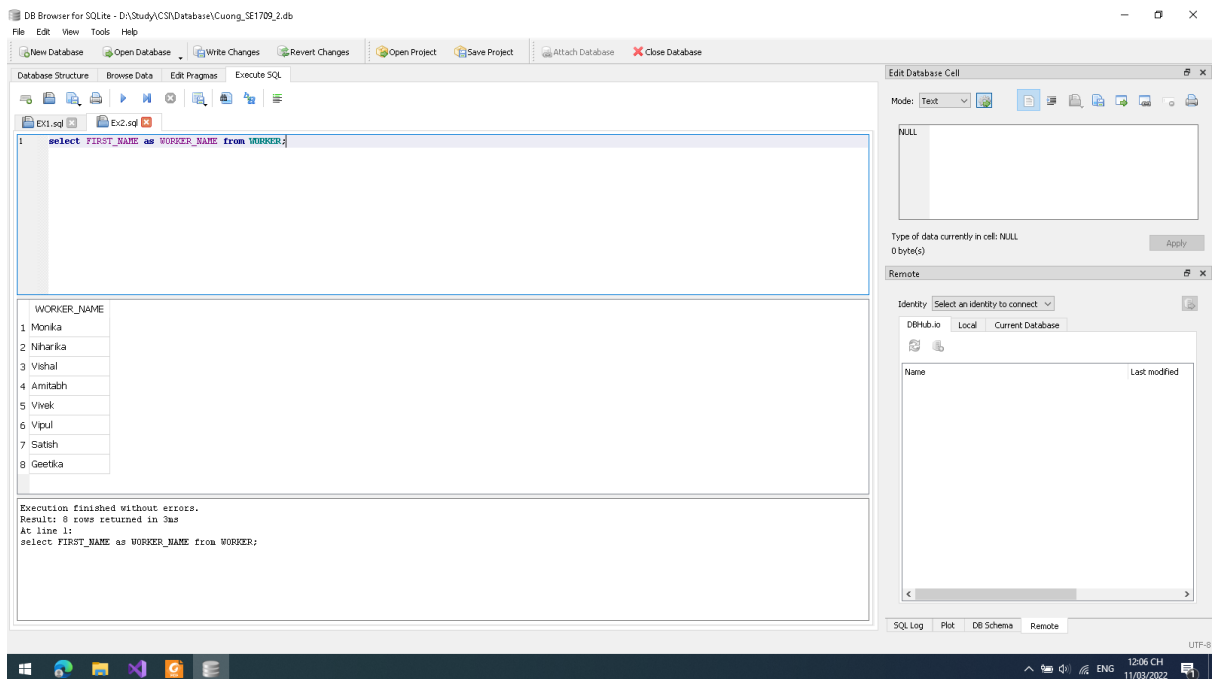 DB Browser for SQLite - D:\Study\CSI\Database\Cuong_SE1709_2.db
File Edit View Tools Help
New Database Open Database Write Changes Revert Changes Open Project Save Project Attach Database Close Database
Database Structure Browse Data Edit Pragmas Execute SQL
EX1.sql Ex2.sql
1 select FIRST_NAME as WORKER_NAME from WORKER;
WORKER_NAME
1 Monika
2 Niharika
3 Vishal
4 Amitabh
5 Vivek
6 Vipul
7 Satish
8 Geetika
Execution finished without errors.
Result: 8 rows returned in 3ms
At line 1:
select FIRST_NAME as WORKER_NAME from WORKER;
Edit Database Cell
Mode: Text
NULL
Type of data currently in cell: NULL
0 byte(s)
Apply
Remote
Identity Select an identity to connect
DBHub.io Local Current Database
Name Last modified
SQL Log Plot DB Schema Remote
UTF-8
ENG
12:06 CH
11/03/2022